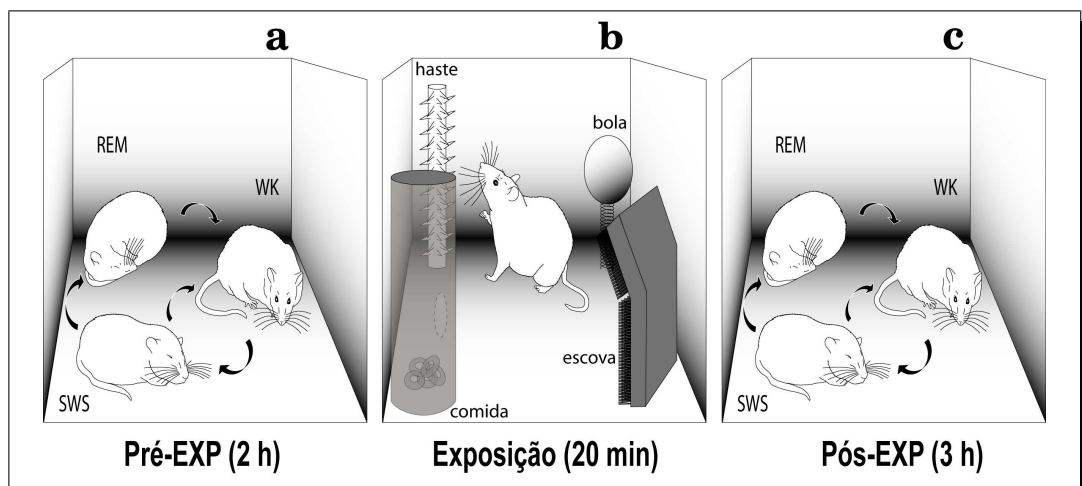 a
REM
WK
SWS
Pré-EXP (2 h)
b
haste
bola
escova
comida
Exposição (20 min)
c
REM
WK
SWS
Pós-EXP (3 h)